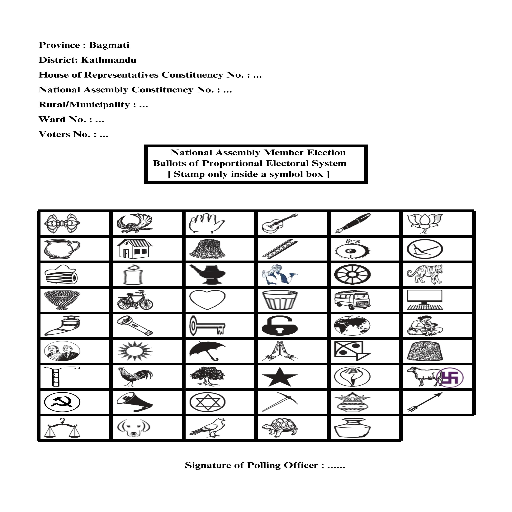 Province : Bagmati
District: Kathmandu
House of Representatives Constituency No. : ...
National Assembly Constituency No. : ...
Rural/Municipality : ...
Ward No. : ...
Voters No. : ...
National Assembly Member Election
Ballots of Proportional Electoral System
[ Stamp only inside a symbol box ]
Signature of Polling Officer : ......